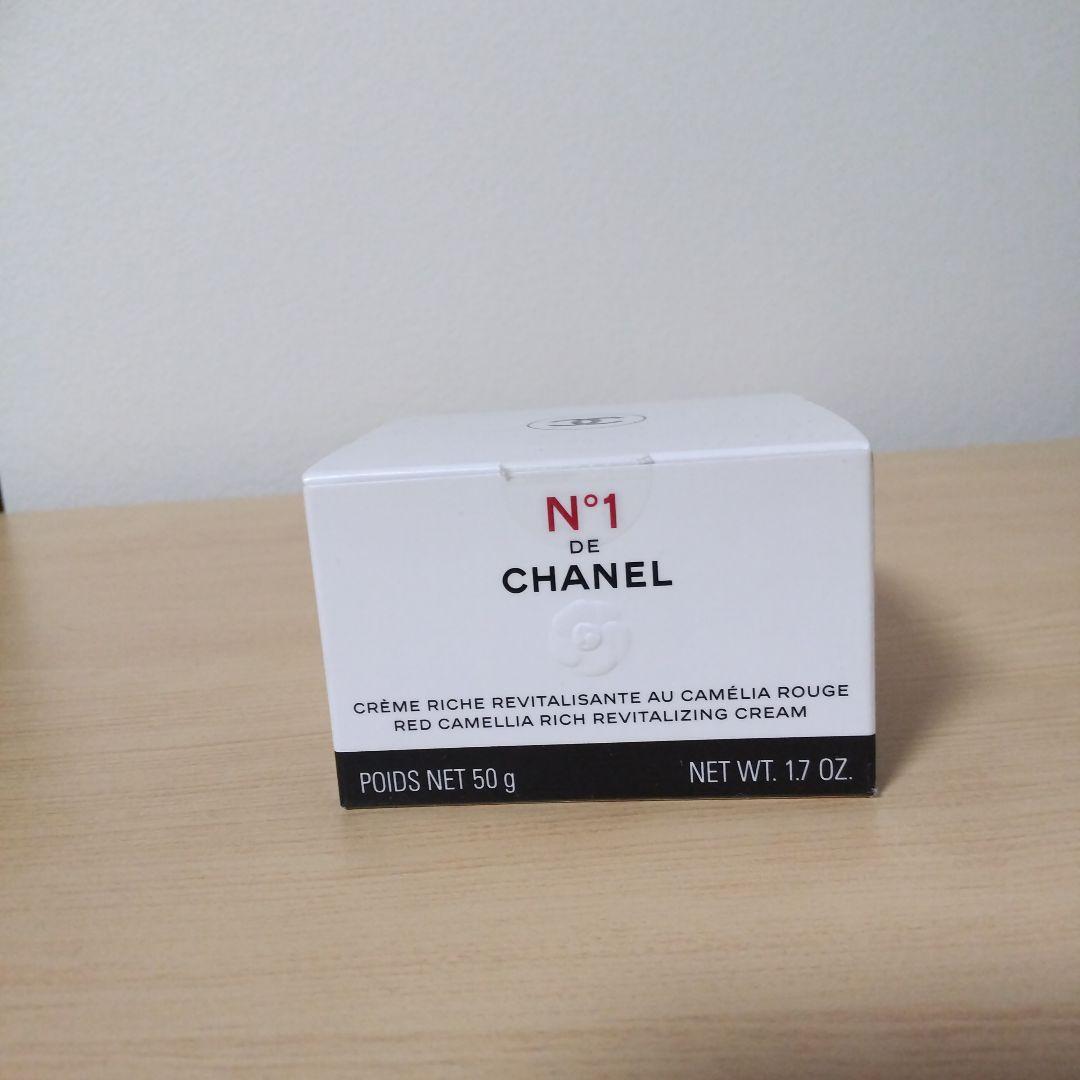 N°1
DE
CHANEL
CRÈME RICHE REVITALISANTE AU CAMÉLIA ROUGE
RED CAMELLIA RICH REVITALIZING CREAM
POIDS NET 50 g NET WT. 1.7 OZ.